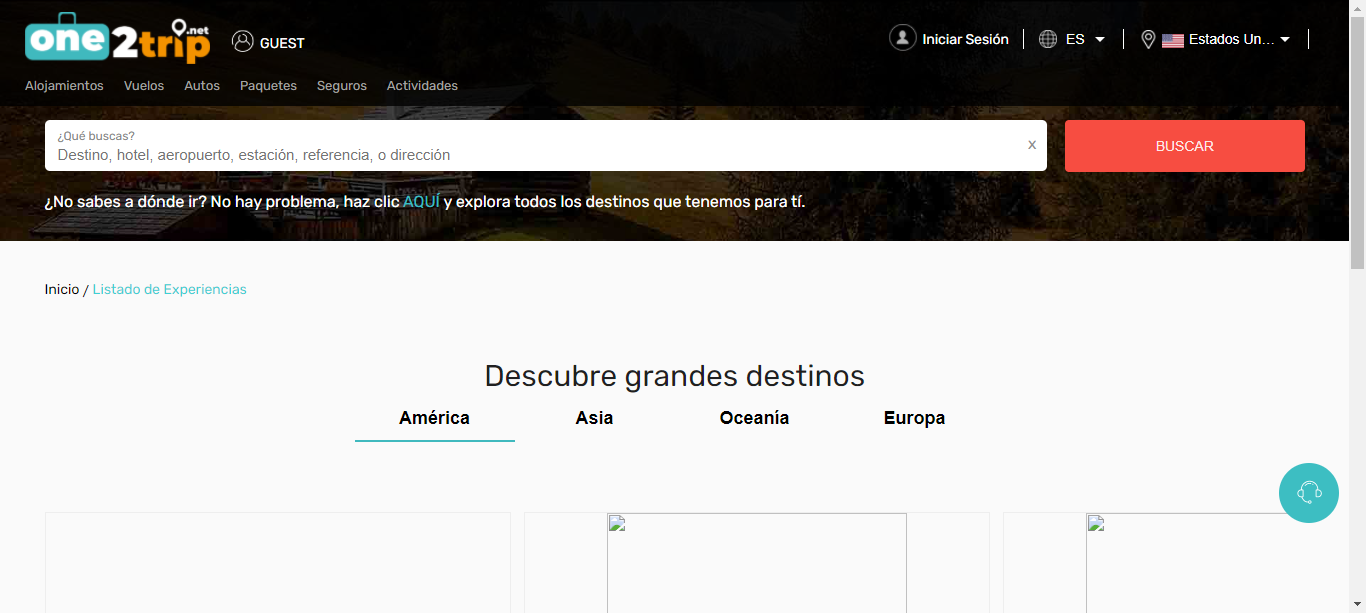 one2trip.net
GUEST
Iniciar Sesión
ES
Estados Un...
Alojamientos
Vuelos
Autos
Paquetes
Seguros
Actividades
¿Qué buscas?
Destino, hotel, aeropuerto, estación, referencia, o dirección
x
BUSCAR
¿No sabes a dónde ir? No hay problema, haz clic AQUÍ y explora todos los destinos que tenemos para tí.
Inicio / Listado de Experiencias
Descubre grandes destinos
América
Asia
Oceanía
Europa